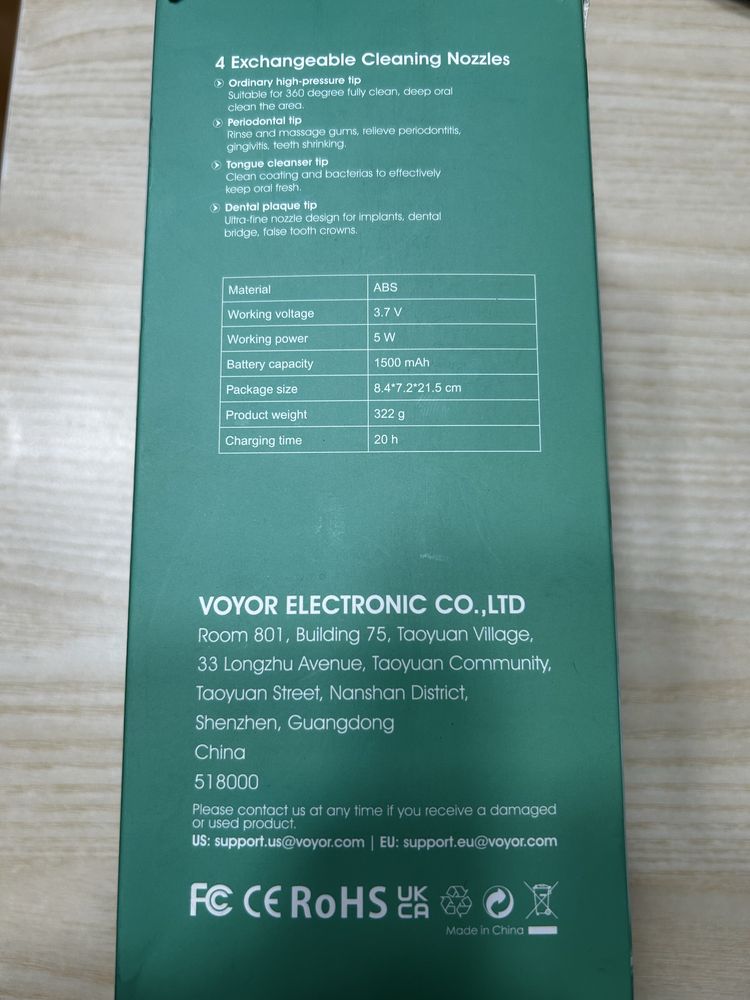 4 Exchangeable Cleaning Nozzles
Ordinary high-pressure tip
Suitable for 360 degree fully clean, deep oral
clean the area.
Periodontal tip
Rinse and massage gums, relieve periodontitis,
gingivitis, teeth shrinking.
Tongue cleanser tip
Clean coating and bacterias to effectively
keep oral fresh.
Dental plaque tip
Ultra-fine nozzle design for implants, dental
bridge, false tooth crowns.
Material ABS
Working voltage 3.7 V
Working power 5 W
Battery capacity 1500 mAh
Package size 8.4*7.2*21.5 cm
Product weight 322 g
Charging time 20 h
VOYOR ELECTRONIC CO.,LTD
Room 801, Building 75, Taoyuan Village,
33 Longzhu Avenue, Taoyuan Community,
Taoyuan Street, Nanshan District,
Shenzhen, Guangdong
China
518000
Please contact us at any time if you receive a damaged
or used product.
US: support.us@voyor.com | EU: support.eu@voyor.com
FC CE RoHS UK CA
Made in China